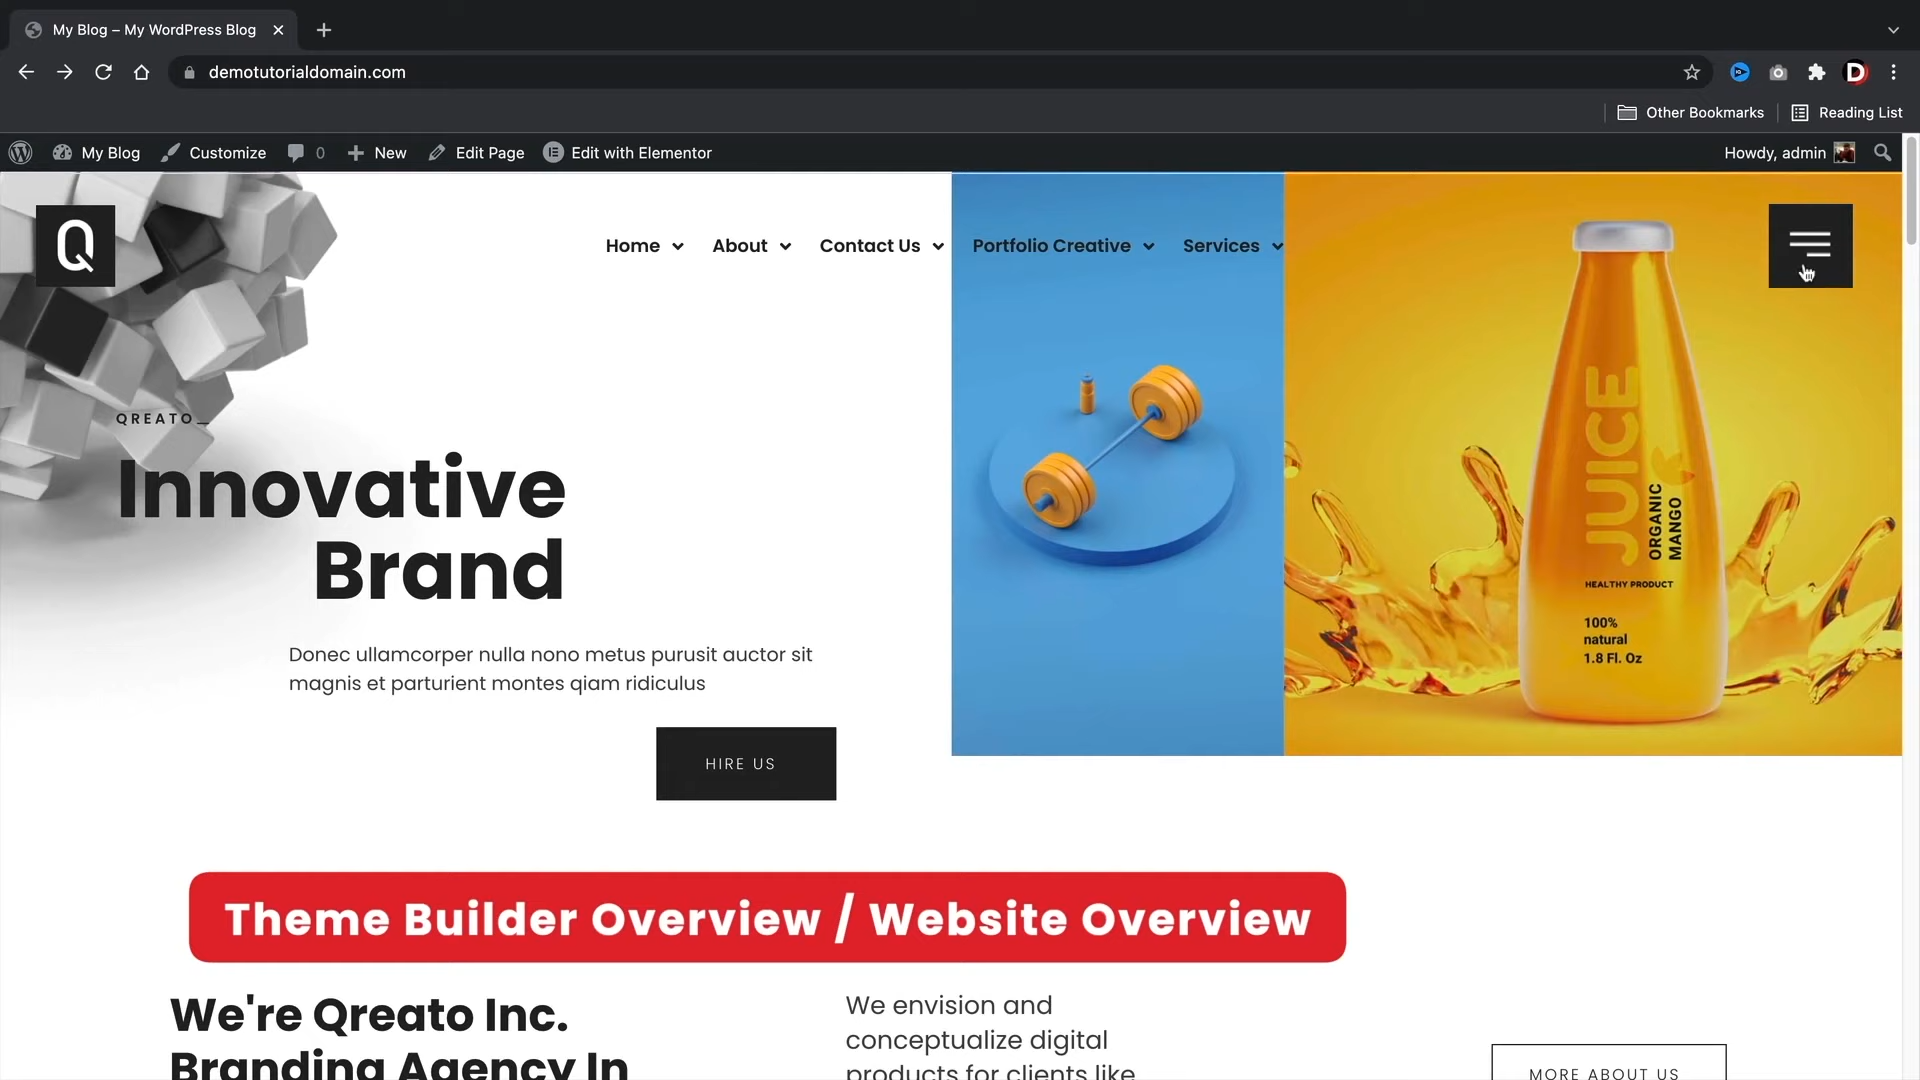 My Blog – My WordPress Blog
demotutorialdomain.com
Other Bookmarks
Reading List
My Blog
Customize
0
New
Edit Page
Edit with Elementor
Howdy, admin
Q
Home
About
Contact Us
Portfolio Creative
Services
QREATO_
Innovative
Brand
Donec ullamcorper nulla nono metus purusit auctor sit
magnis et parturient montes qiam ridiculus
HIRE US
JUICE
ORGANIC
MANGO
HEALTHY PRODUCT
100%
natural
1.8 Fl. Oz
Theme Builder Overview / Website Overview
We're Qreato Inc.
Branding Agency In
We envision and
conceptualize digital
products for clients like
MORE ABOUT US